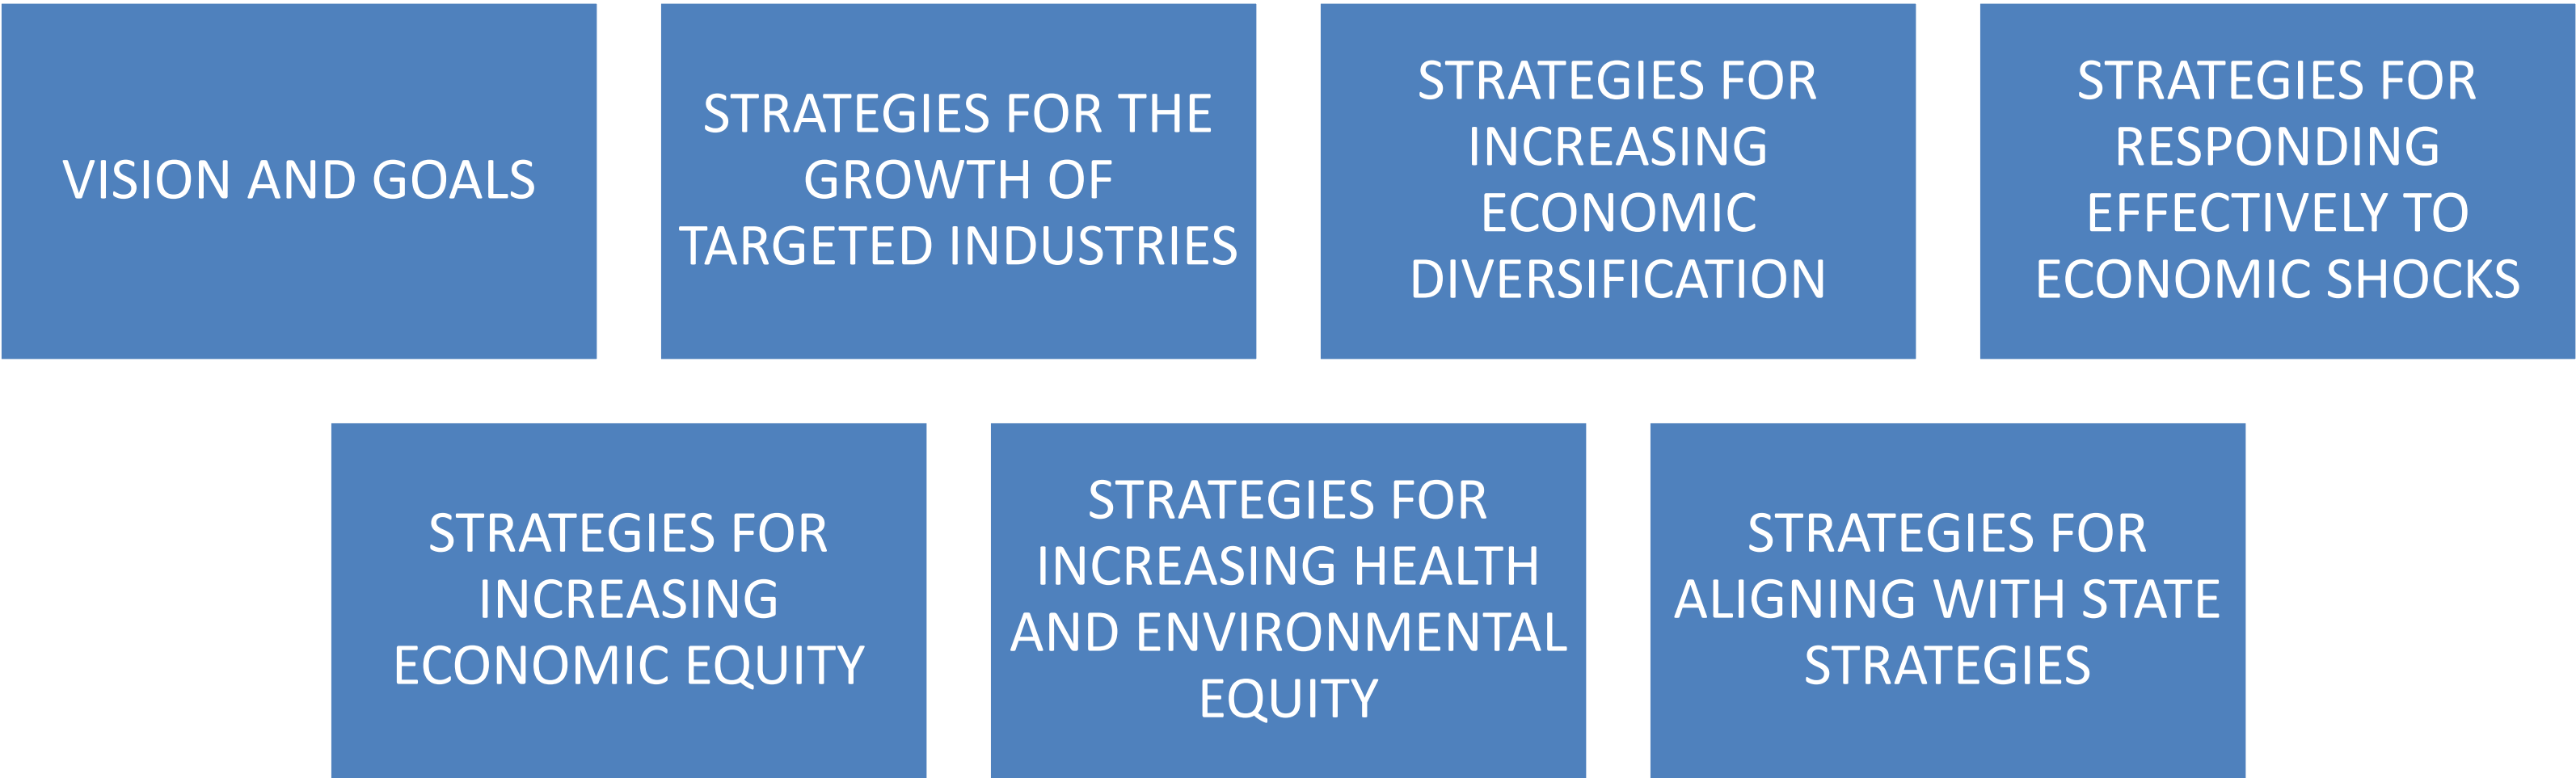 VISION AND GOALS
STRATEGIES FOR THE
GROWTH OF
TARGETED INDUSTRIES
STRATEGIES FOR
INCREASING
ECONOMIC
DIVERSIFICATION
STRATEGIES FOR
RESPONDING
EFFECTIVELY TO
ECONOMIC SHOCKS
STRATEGIES FOR
INCREASING
ECONOMIC EQUITY
STRATEGIES FOR
INCREASING HEALTH
AND ENVIRONMENTAL
EQUITY
STRATEGIES FOR
ALIGNING WITH STATE
STRATEGIES